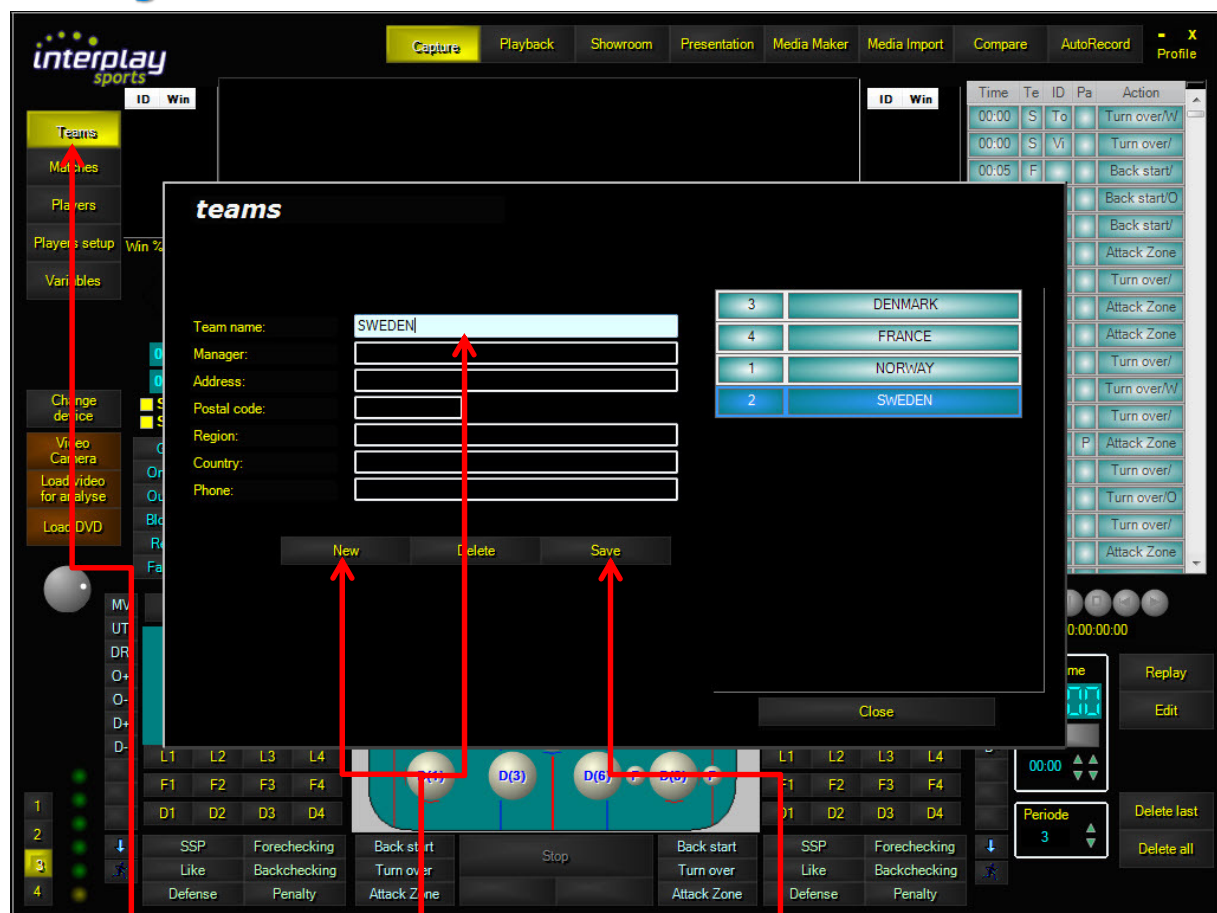 interplay
sports
Capture Playback Showroom Presentation Media Maker Media Import Compare AutoRecord - X
Profile
ID Win
ID Win
Time Te ID Pa Action
00:00 S To Turn over/W
00:00 S Vi Turn over/
00:05 F Back start/
Back start/O
Back start/
Attack Zone
Turn over/
Attack Zone
Attack Zone
Turn over/
Turn over/W
Turn over/
P Attack Zone
Turn over/
Turn over/O
Turn over/
Attack Zone
Teams
Matches
Players
Players setup
Variables
Win %
Change
device
Video
Camera
Load video
for analyse
Load DVD
teams
Team name: SWEDEN
Manager:
Address:
Postal code:
Region:
Country:
Phone:
New Delete Save
3 DENMARK
4 FRANCE
1 NORWAY
2 SWEDEN
Close
MV
UT
DR
O+
O-
D+
D-
0:00:00:00
Replay
Edit
00:00
L1 L2 L3 L4
F1 F2 F3 F4
D1 D2 D3 D4
D(3) D(6)
L1 L2 L3 L4
F1 F2 F3 F4
D1 D2 D3 D4
Periode
3
Delete last
Delete all
1
2
3
4
SSP Forechecking Back start Stop Back start SSP Forechecking
Like Backchecking Turn over Turn over Like Backchecking
Defense Penalty Attack Zone Attack Zone Defense Penalty